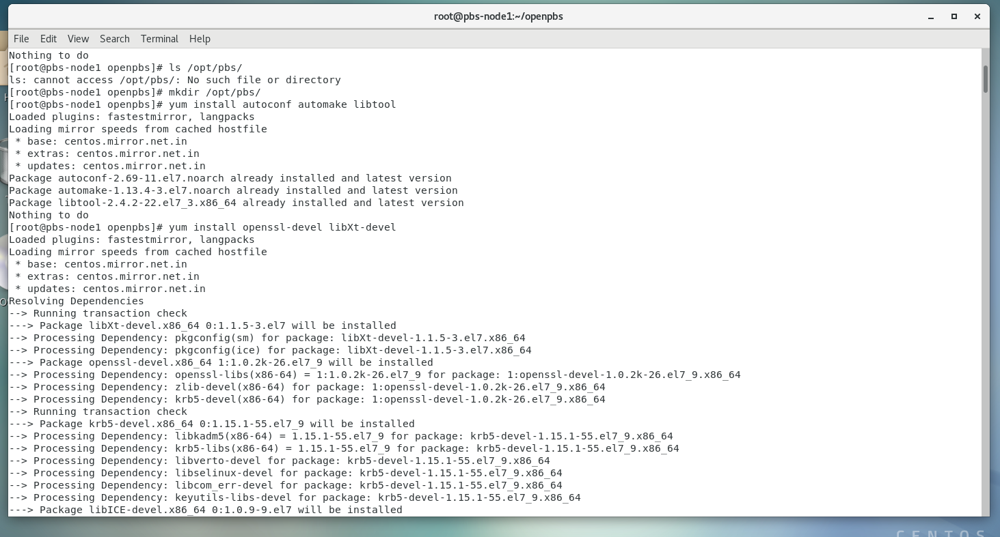 root@pbs-node1:~/openpbs
File Edit View Search Terminal Help
Nothing to do
[root@pbs-node1 openpbs]# ls /opt/pbs/
ls: cannot access /opt/pbs/: No such file or directory
[root@pbs-node1 openpbs]# mkdir /opt/pbs/
[root@pbs-node1 openpbs]# yum install autoconf automake libtool
Loaded plugins: fastestmirror, langpacks
Loading mirror speeds from cached hostfile
 * base: centos.mirror.net.in
 * extras: centos.mirror.net.in
 * updates: centos.mirror.net.in
Package autoconf-2.69-11.el7.noarch already installed and latest version
Package automake-1.13.4-3.el7.noarch already installed and latest version
Package libtool-2.4.2-22.el7_3.x86_64 already installed and latest version
Nothing to do
[root@pbs-node1 openpbs]# yum install openssl-devel libXt-devel
Loaded plugins: fastestmirror, langpacks
Loading mirror speeds from cached hostfile
 * base: centos.mirror.net.in
 * extras: centos.mirror.net.in
 * updates: centos.mirror.net.in
Resolving Dependencies
--> Running transaction check
---> Package libXt-devel.x86_64 0:1.1.5-3.el7 will be installed
--> Processing Dependency: pkgconfig(sm) for package: libXt-devel-1.1.5-3.el7.x86_64
--> Processing Dependency: pkgconfig(ice) for package: libXt-devel-1.1.5-3.el7.x86_64
---> Package openssl-devel.x86_64 1:1.0.2k-26.el7_9 will be installed
--> Processing Dependency: openssl-libs(x86-64) = 1:1.0.2k-26.el7_9 for package: 1:openssl-devel-1.0.2k-26.el7_9.x86_64
--> Processing Dependency: zlib-devel(x86-64) for package: 1:openssl-devel-1.0.2k-26.el7_9.x86_64
--> Processing Dependency: krb5-devel(x86-64) for package: 1:openssl-devel-1.0.2k-26.el7_9.x86_64
--> Running transaction check
---> Package krb5-devel.x86_64 0:1.15.1-55.el7_9 will be installed
--> Processing Dependency: libkadm5(x86-64) = 1.15.1-55.el7_9 for package: krb5-devel-1.15.1-55.el7_9.x86_64
--> Processing Dependency: krb5-libs(x86-64) = 1.15.1-55.el7_9 for package: krb5-devel-1.15.1-55.el7_9.x86_64
--> Processing Dependency: libverto-devel for package: krb5-devel-1.15.1-55.el7_9.x86_64
--> Processing Dependency: libselinux-devel for package: krb5-devel-1.15.1-55.el7_9.x86_64
--> Processing Dependency: libcom_err-devel for package: krb5-devel-1.15.1-55.el7_9.x86_64
--> Processing Dependency: keyutils-libs-devel for package: krb5-devel-1.15.1-55.el7_9.x86_64
---> Package libICE-devel.x86_64 0:1.0.9-9.el7 will be installed
CENTOS